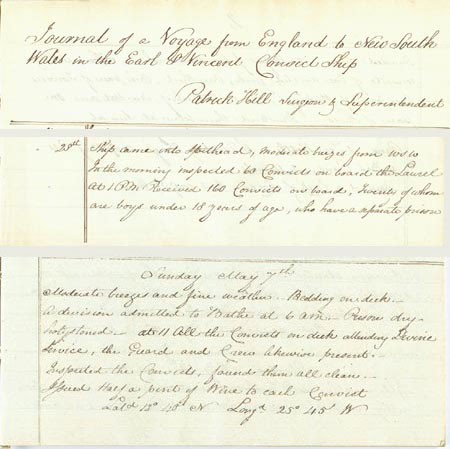 Journal of a Voyage from England to New South
Wales in the Earl St Vincent Convict Ship
Patrick Hill Surgeon & Superintendent
28th Ship came into Spithead, moderate breezes from WSW
In the morning inspected 60 Convicts on board the Laurel
At 1 P.M. Received 160 Convicts on board, Twenty of whom
are boys under 18 years of age, who have a separate prison
Sunday May 7th
Moderate breezes and fine weather – Bedding on deck –
A division admitted to Bathe at 6 am – Prison dry
holystoned – at 11 All the Convicts on deck attending Divine
Service, the Guard and Crew likewise present.
Inspected the Convicts, found them all clean –
Issued half a pint of Wine to each Convict
Latd 12° N Longd 25° 45' W